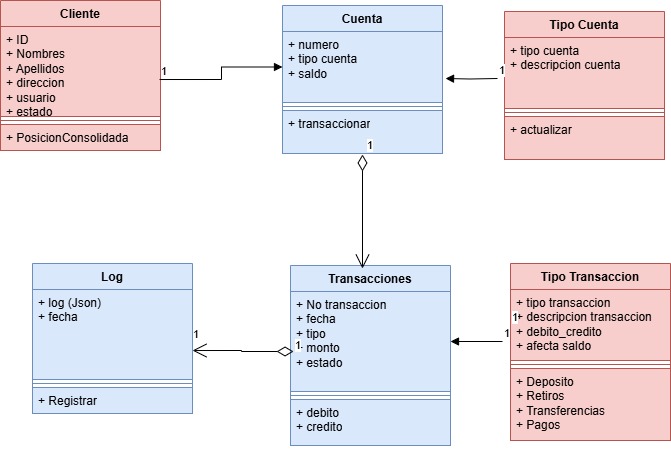 Cliente
+ ID
+ Nombres
+ Apellidos
+ direccion
+ usuario
+ estado
+ PosicionConsolidada
1
Cuenta
+ numero
+ tipo cuenta
+ saldo
+ transaccionar
1
Tipo Cuenta
+ tipo cuenta
+ descripcion cuenta
+ actualizar
1
Log
+ log (Json)
+ fecha
+ Registrar
1
Transacciones
+ No transaccion
+ fecha
+ tipo
+ monto
+ estado
+ debito
+ credito
1
Tipo Transaccion
+ tipo transaccion
+ descripcion transaccion
+ debito_credito
+ afecta saldo
+ Deposito
+ Retiros
+ Transferencias
+ Pagos
1
1